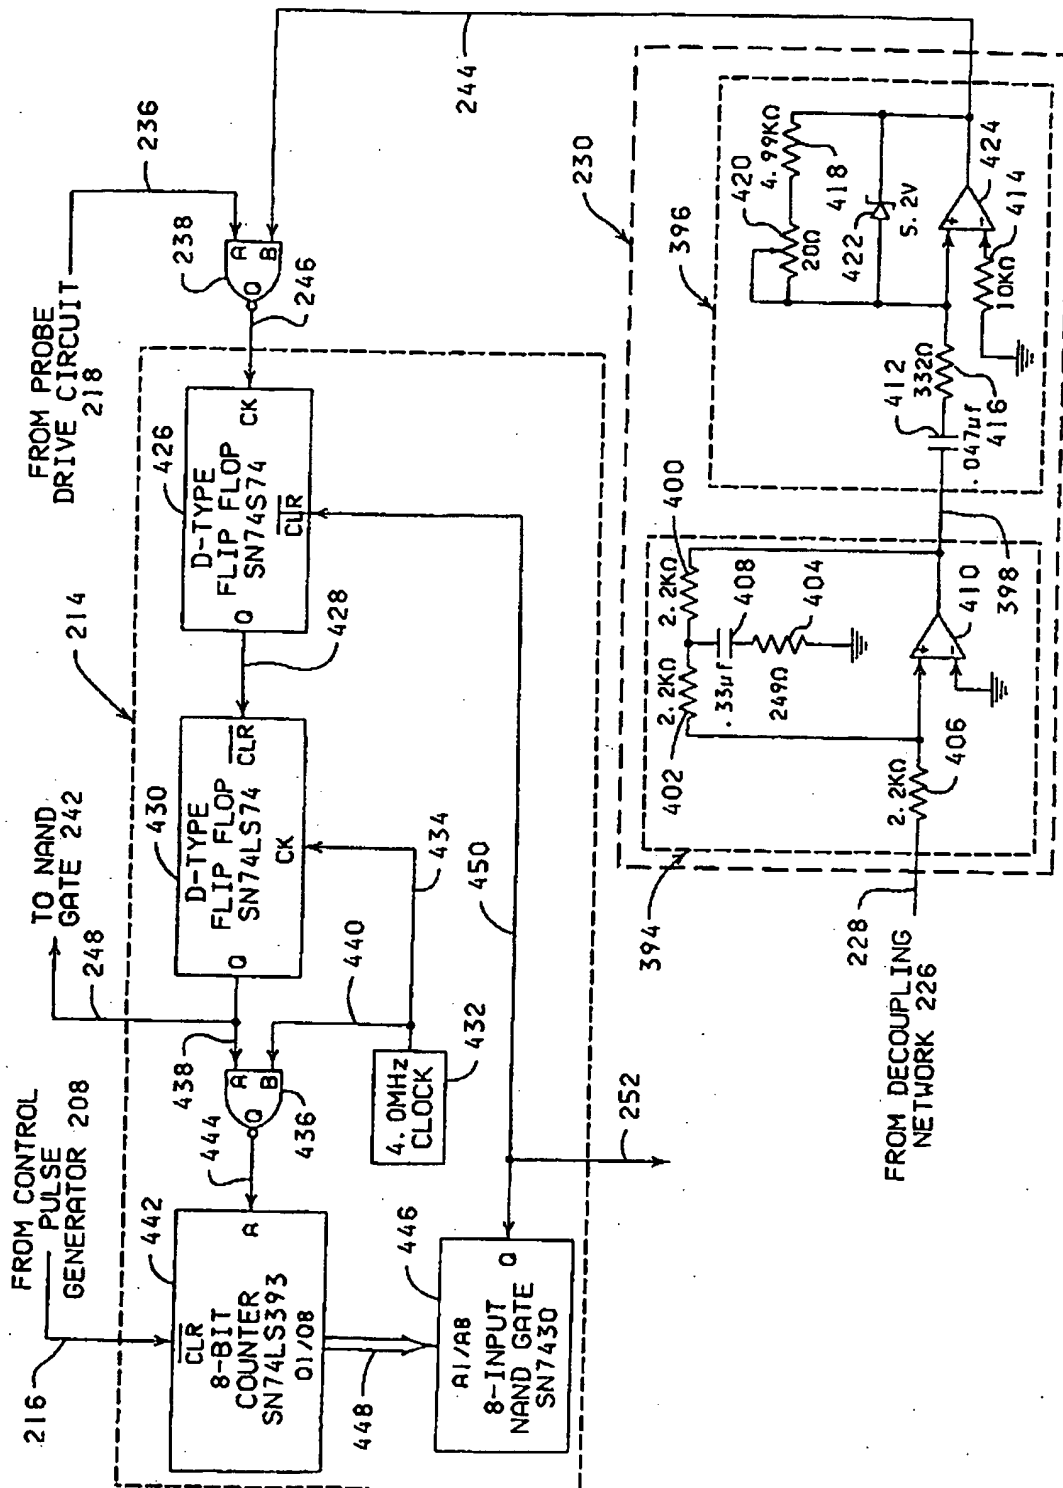 FROM CONTROL
PULSE
GENERATOR 208
216
TO NAND
GATE 242
248
214
FROM PROBE
DRIVE CIRCUIT
218
236
244
442
C̅L̅R̅
8-BIT
COUNTER
SN74LS393
Q1/Q8
A
444
438
A
B
Q
436
430
D-TYPE
FLIP FLOP
SN74LS74
Q
C̅L̅R̅
CK
428
426
D-TYPE
FLIP FLOP
SN74S74
Q
CK
C̅L̅R̅
246
238
A
B
Q
448
446
A1/A8
8-INPUT
NAND GATE
SN7430
Q
4.0MHz
CLOCK
432
440
434
450
252
230
394
396
FROM DECOUPLING
NETWORK 226
228
2.2KΩ
406
402
2.2KΩ
2.2KΩ
400
.33µf
408
249Ω
404
+
-
410
398
.047µf
412
332Ω
416
420
20Ω
4.99KΩ
418
422
5.2V
+
-
424
10KΩ
414